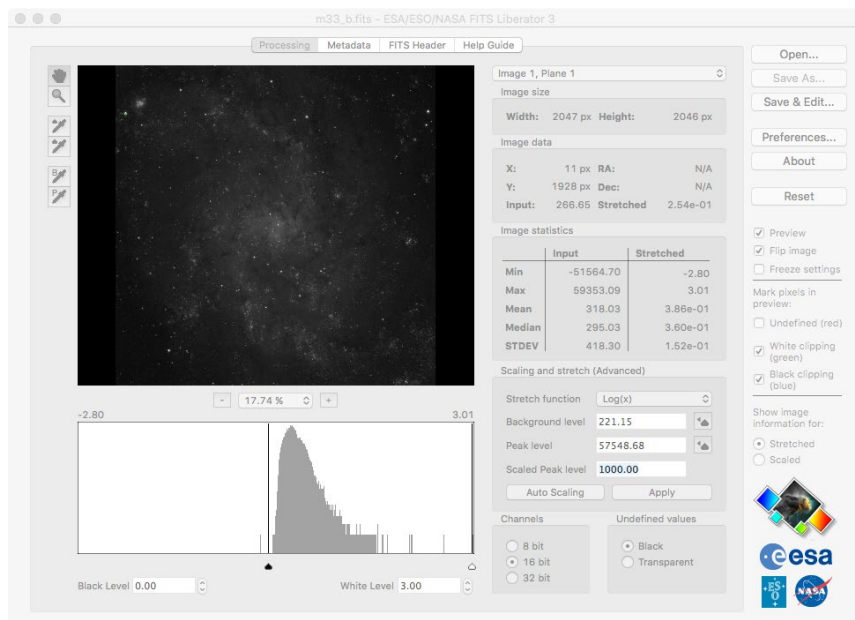 m33_b.fits - ESA/ESO/NASA FITS Liberator 3
Processing Metadata FITS Header Help Guide
Open...
Save As...
Save & Edit...
Preferences...
About
Reset
Image 1, Plane 1
Image size
Width: 2047 px Height: 2046 px
Image data
X: 11 px RA: N/A
Y: 1928 px Dec: N/A
Input: 266.65 Stretched 2.54e-01
Image statistics
Input Stretched
Min -51564.70 -2.80
Max 59353.09 3.01
Mean 318.03 3.86e-01
Median 295.03 3.60e-01
STDEV 418.30 1.52e-01
Preview
Flip image
Freeze settings
Mark pixels in
preview:
Undefined (red)
White clipping
(green)
Black clipping
(blue)
Show image
information for:
Stretched
Scaled
B
P
- 17.74 % +
-2.80 3.01
Black Level 0.00 White Level 3.00
Scaling and stretch (Advanced)
Stretch function Log(x)
Background level 221.15
Peak level 57548.68
Scaled Peak level 1000.00
Auto Scaling Apply
Channels
8 bit
16 bit
32 bit
Undefined values
Black
Transparent
esa
ES
O
NASA